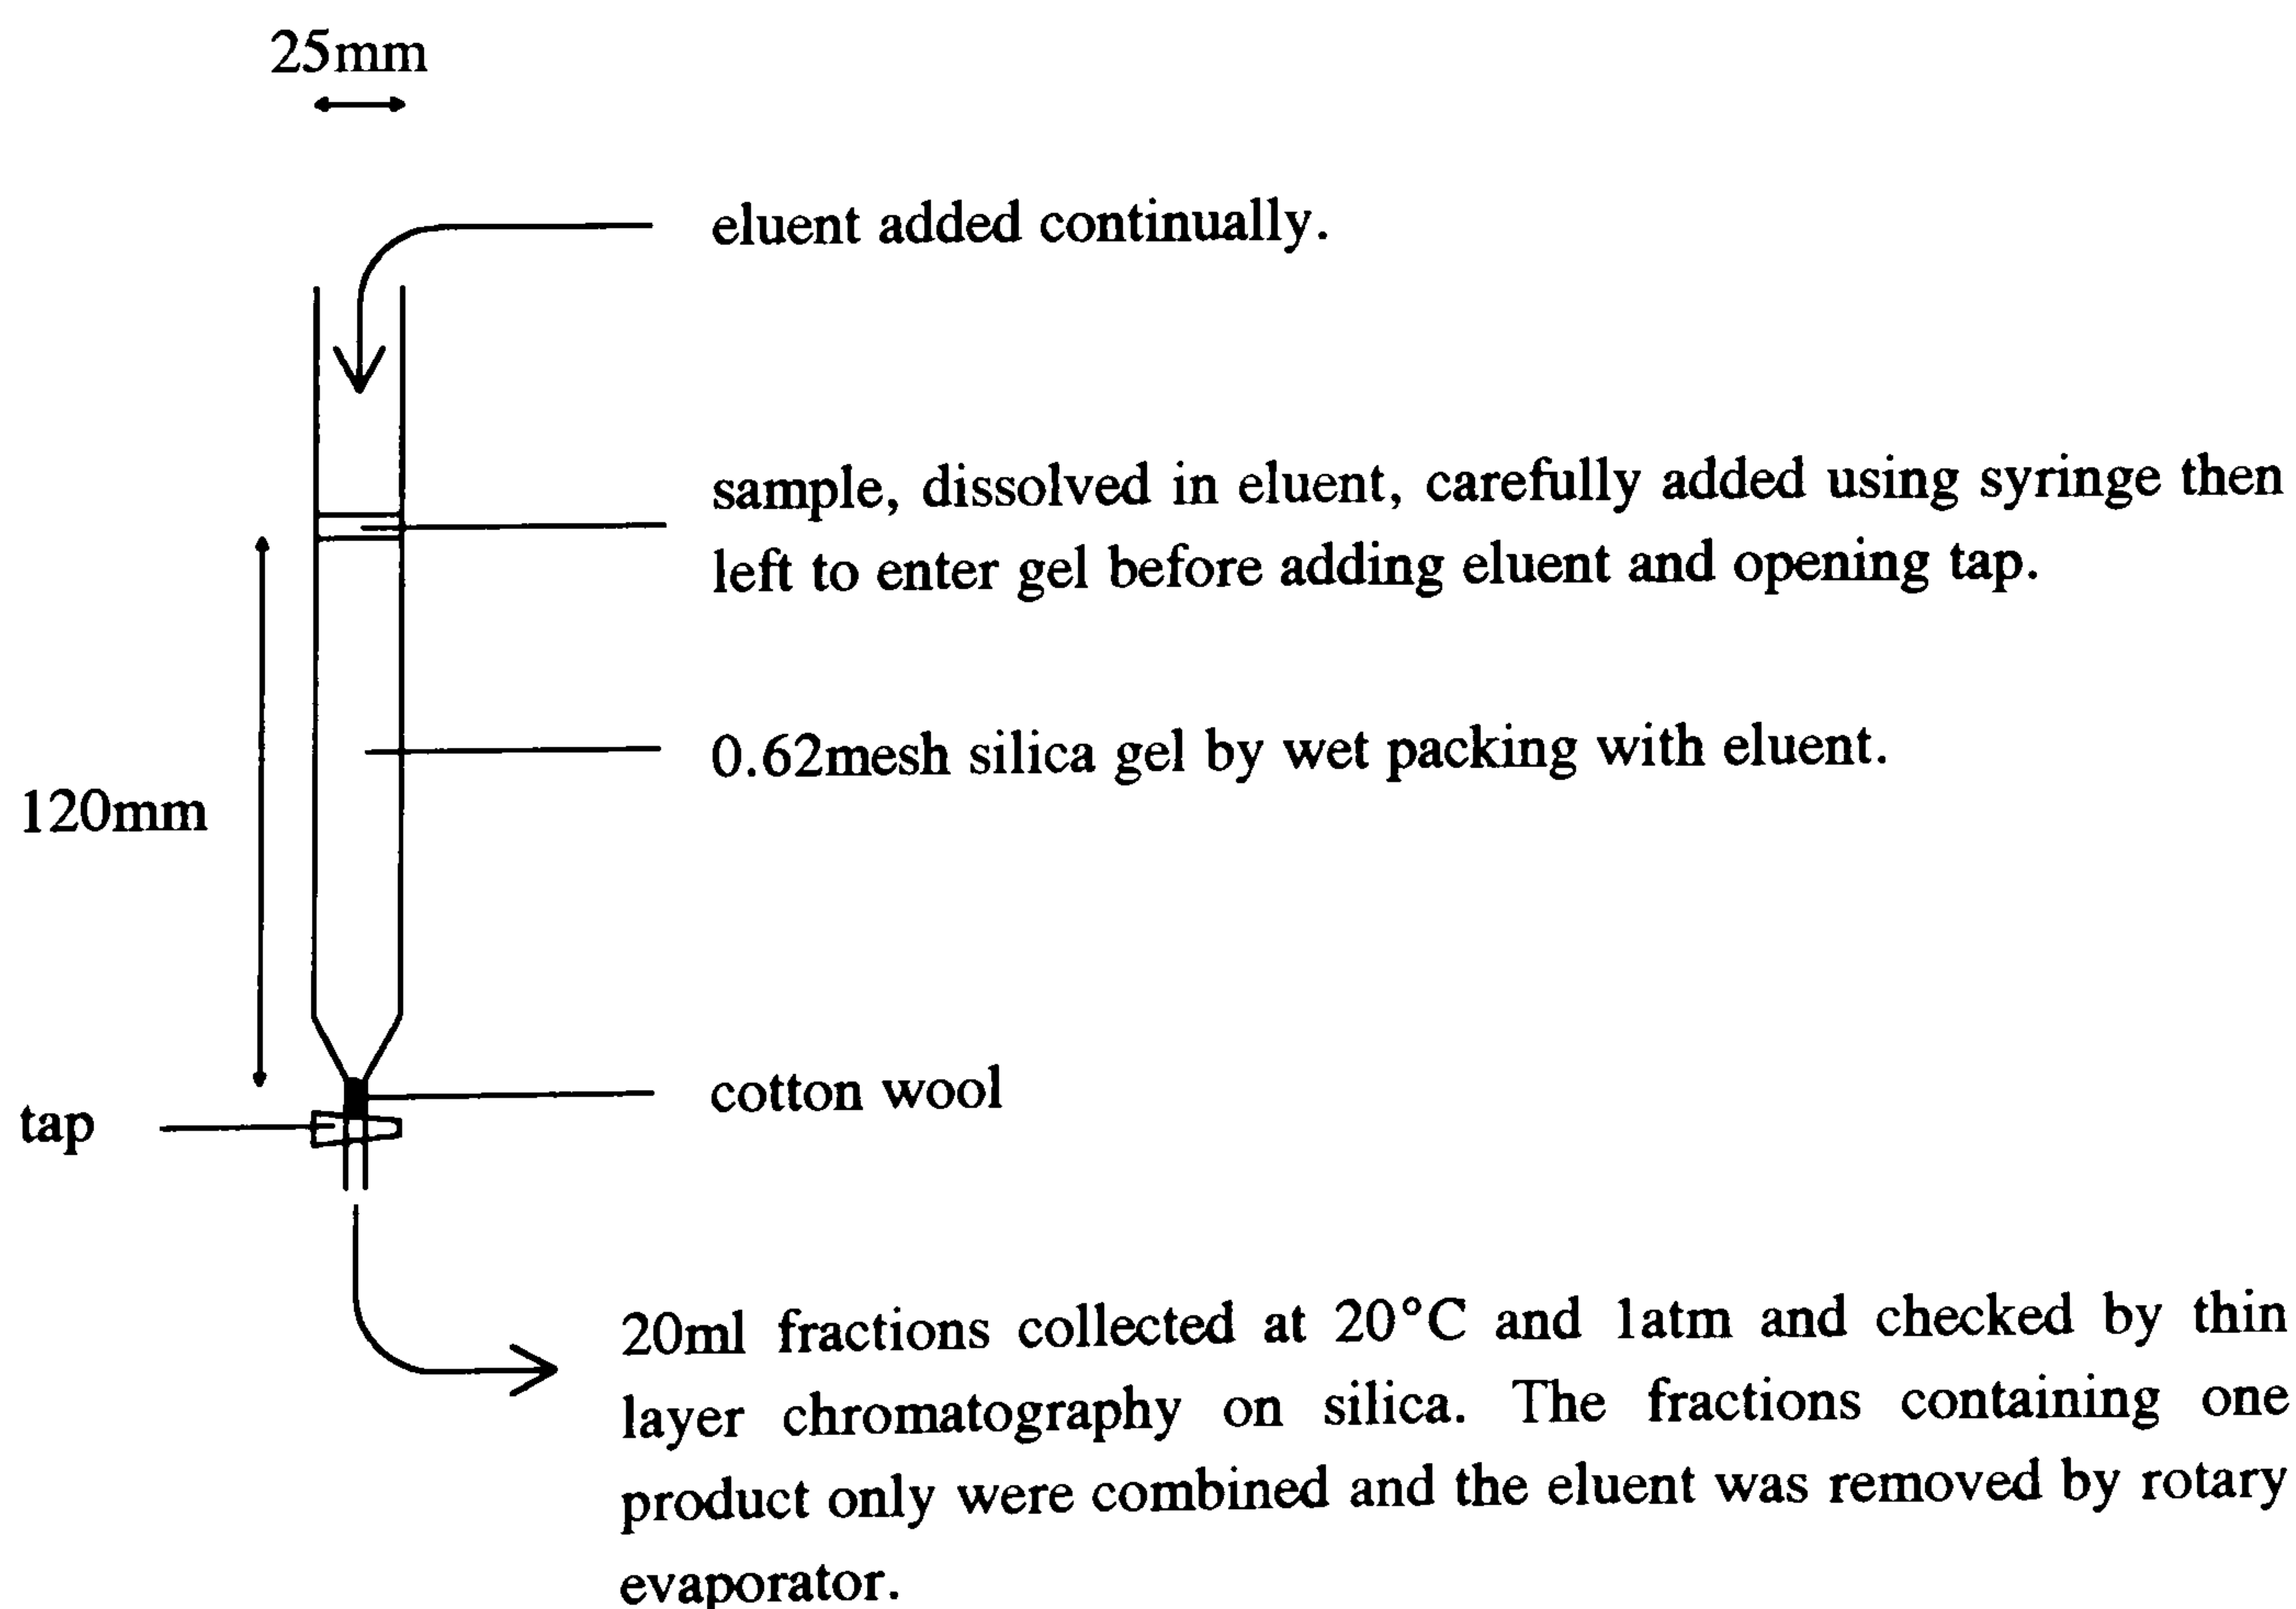 25mm
eluent added continually.
sample, dissolved in eluent, carefully added using syringe then
left to enter gel before adding eluent and opening tap.
0.62mesh silica gel by wet packing with eluent.
120mm
cotton wool
tap
20ml fractions collected at 20°C and 1atm and checked by thin
layer chromatography on silica. The fractions containing one
product only were combined and the eluent was removed by rotary
evaporator.